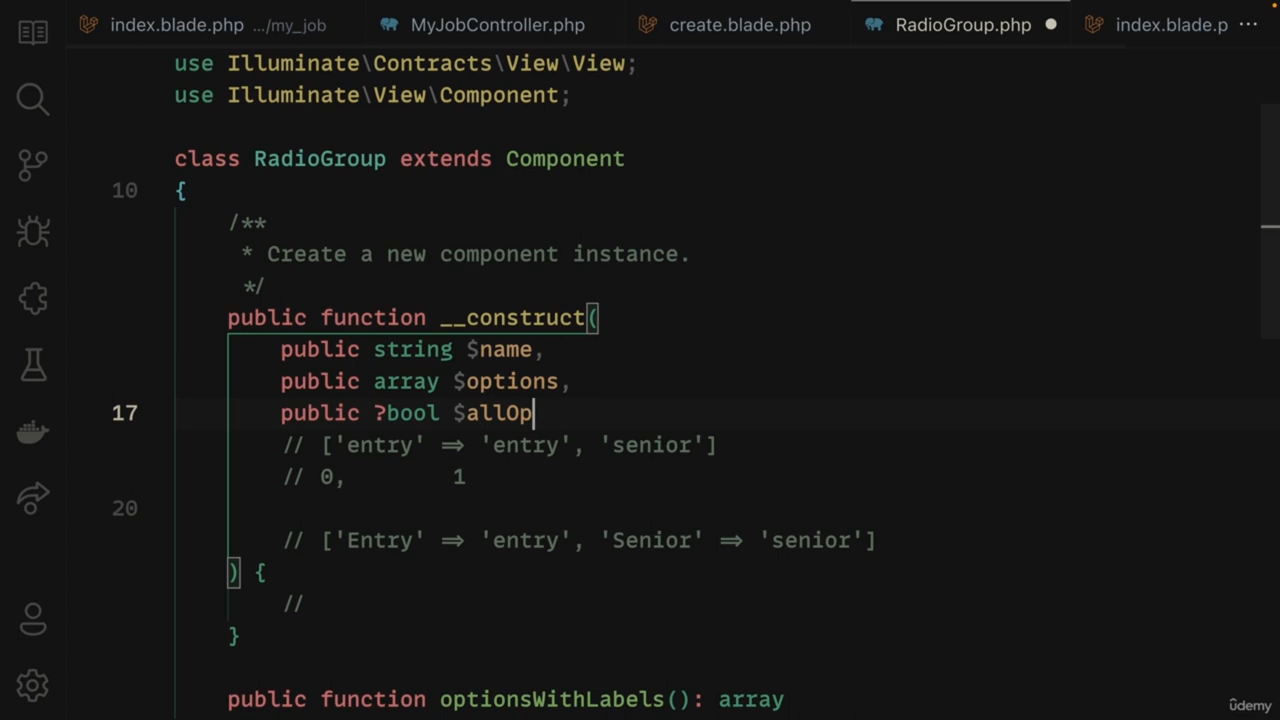 index.blade.php .../my_job
MyJobController.php
create.blade.php
RadioGroup.php
index.blade.p ...
use Illuminate\Contracts\View\View;
use Illuminate\View\Component;
class RadioGroup extends Component
10 {
/**
* Create a new component instance.
*/
public function __construct(
public string $name,
public array $options,
17 public ?bool $allOp
// ['entry' => 'entry', 'senior']
// 0, 1
20
// ['Entry' => 'entry', 'Senior' => 'senior']
) {
//
}
public function optionsWithLabels(): array
ûdemy